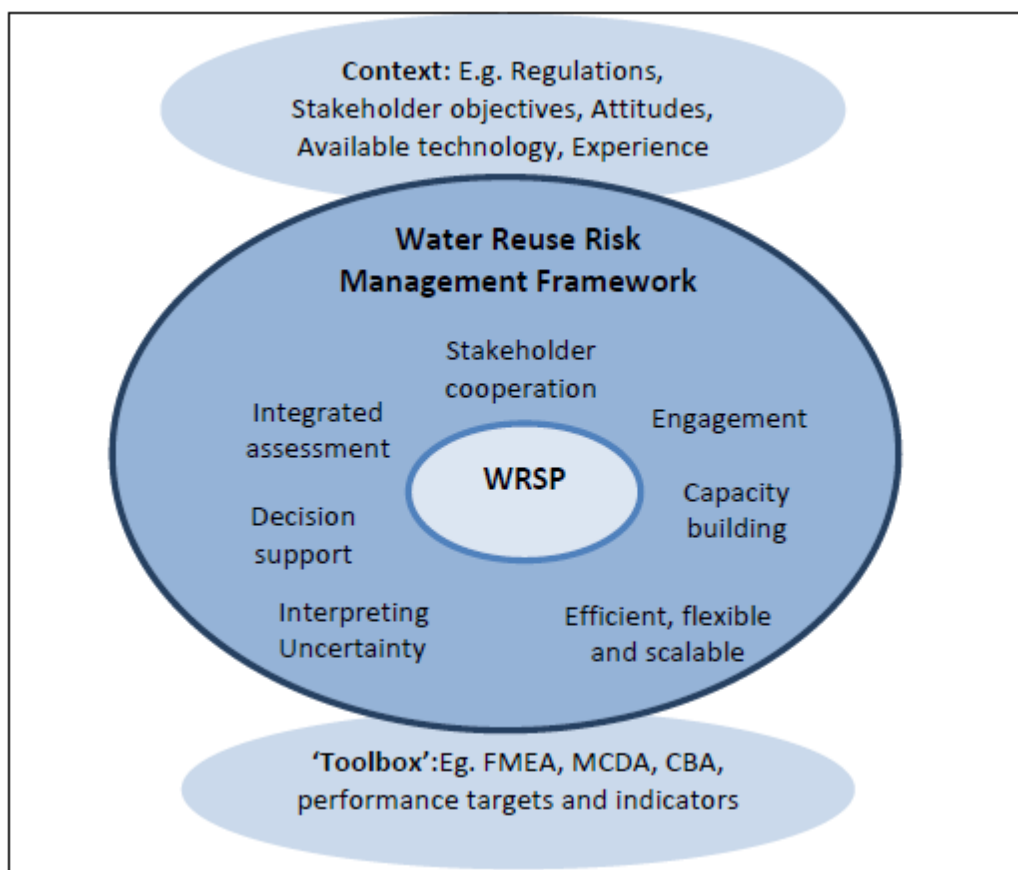 Context: E.g. Regulations,
Stakeholder objectives, Attitudes,
Available technology, Experience
Water Reuse Risk
Management Framework
Stakeholder
cooperation
Integrated
assessment
Engagement
WRSP
Capacity
building
Decision
support
Interpreting
Uncertainty
Efficient, flexible
and scalable
‘Toolbox’:Eg. FMEA, MCDA, CBA,
performance targets and indicators